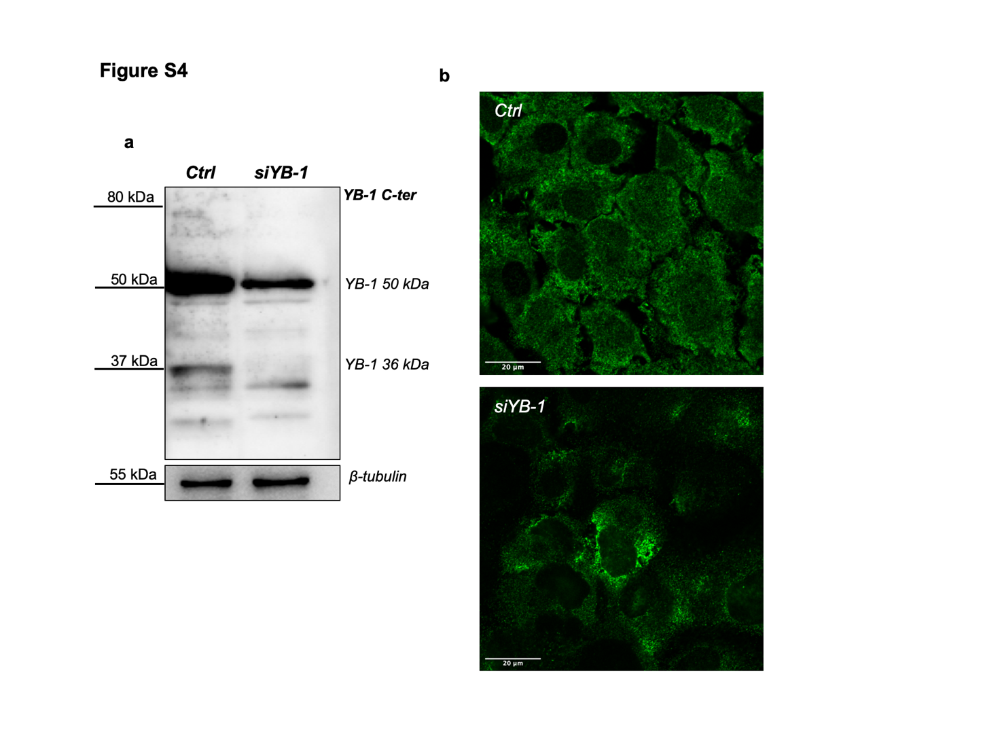 Figure S4
a
Ctrl siYB-1
80 kDa YB-1 C-ter
50 kDa YB-1 50 kDa
37 kDa YB-1 36 kDa
55 kDa β-tubulin
b
Ctrl
20 µm
siYB-1
20 µm